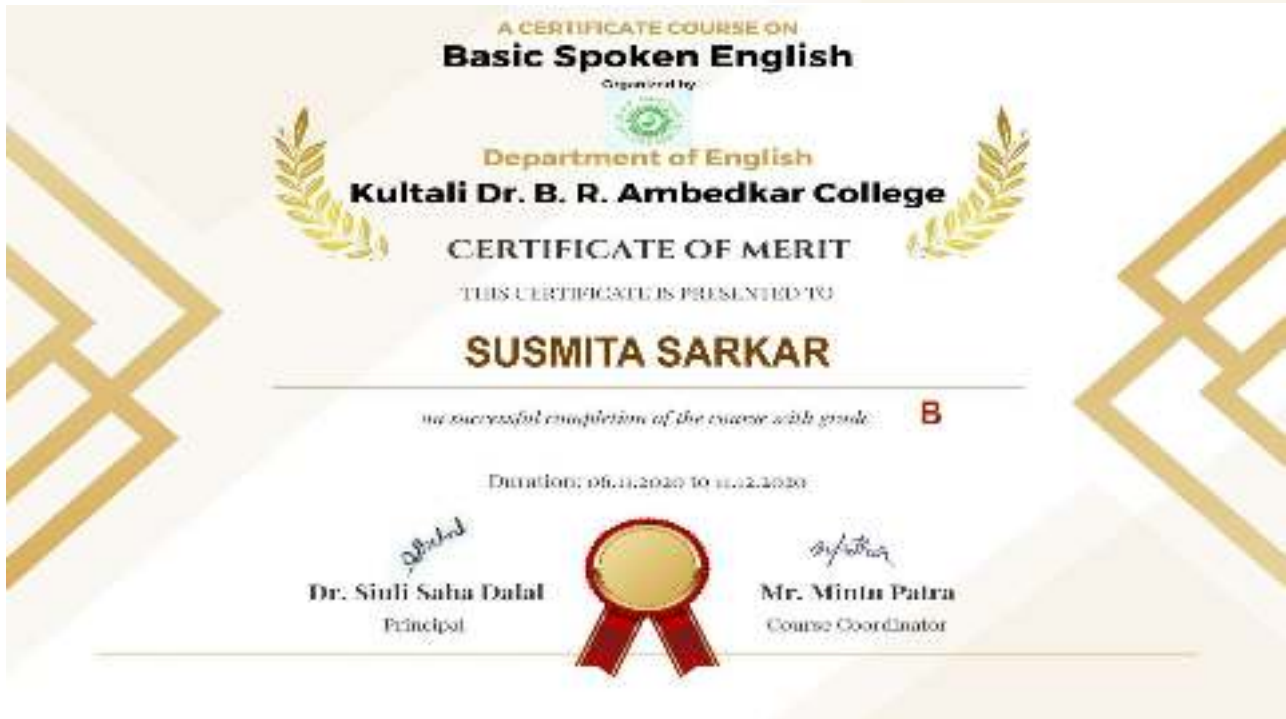 A CERTIFICATE COURSE ON
Basic Spoken English
Organized by
Department of English
Kultali Dr. B. R. Ambedkar College
CERTIFICATE OF MERIT
THIS CERTIFICATE IS PRESENTED TO
SUSMITA SARKAR
on successful completion of the course with grade B
Duration: 06.11.2020 to 11.12.2020
Dr. Siuli Saha Dalal Mr. Mintu Patra
Principal Course Coordinator